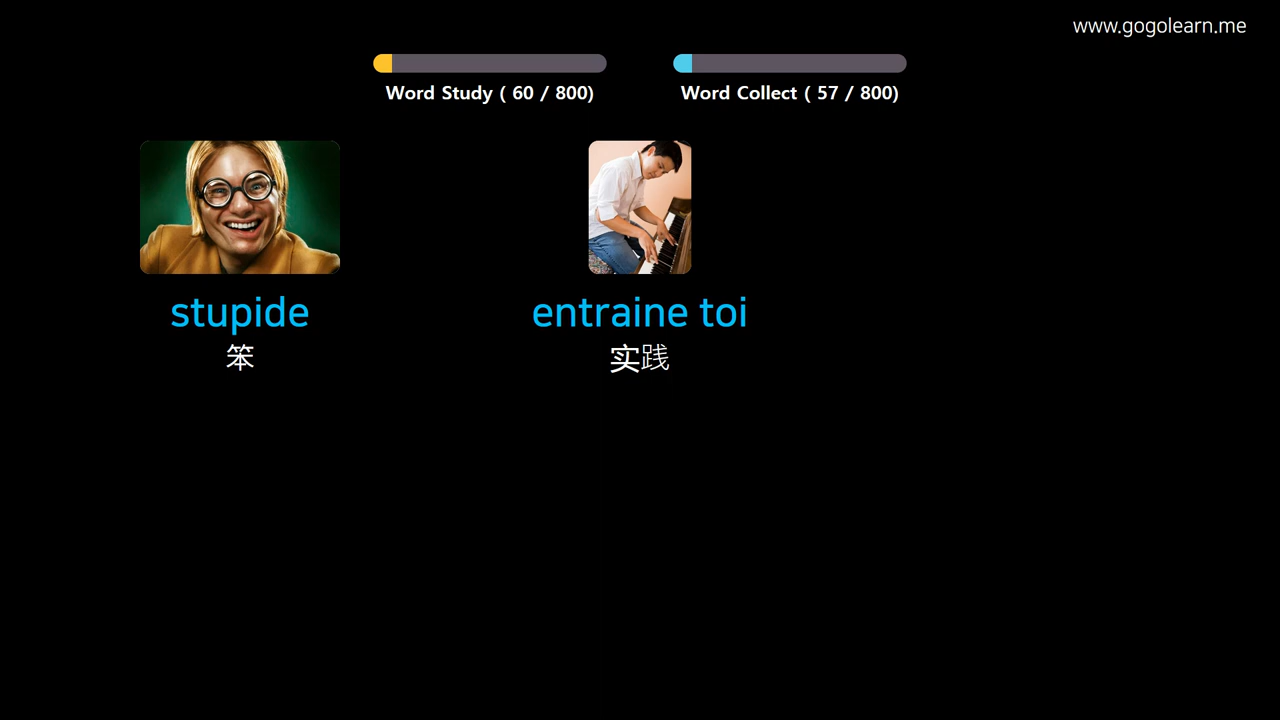 www.gogolearn.me
Word Study ( 60 / 800)
Word Collect ( 57 / 800)
stupide
笨
entraine toi
实践